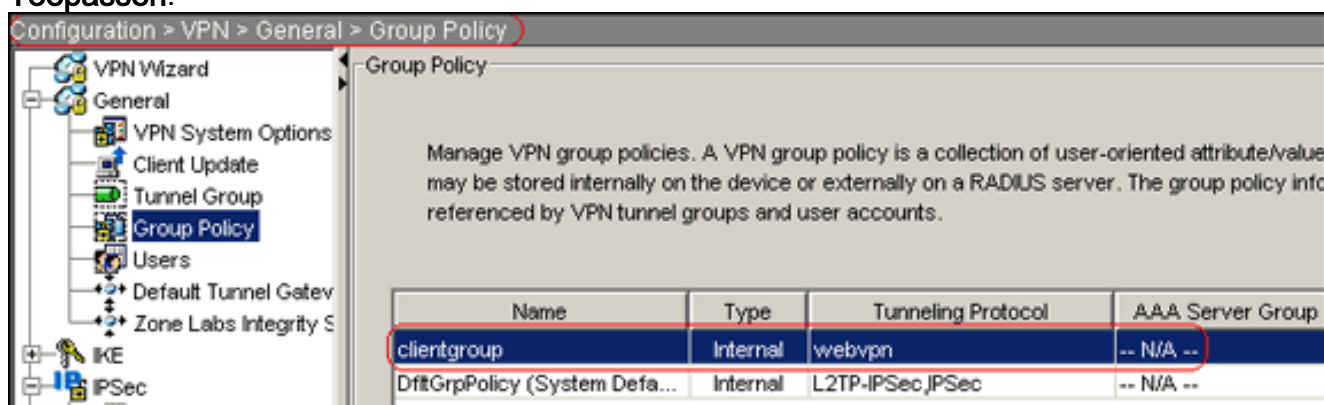 Toepassen.
Configuration > VPN > General > Group Policy
VPN Wizard
General
VPN System Options
Client Update
Tunnel Group
Group Policy
Users
Default Tunnel Gatev
Zone Labs Integrity S
IKE
IPSec
Group Policy
Manage VPN group policies. A VPN group policy is a collection of user-oriented attribute/value
may be stored internally on the device or externally on a RADIUS server. The group policy info
referenced by VPN tunnel groups and user accounts.
Name Type Tunneling Protocol AAA Server Group
clientgroup Internal webvpn -- N/A --
DfltGrpPolicy (System Defa... Internal L2TP-IPSec,IPSec -- N/A --